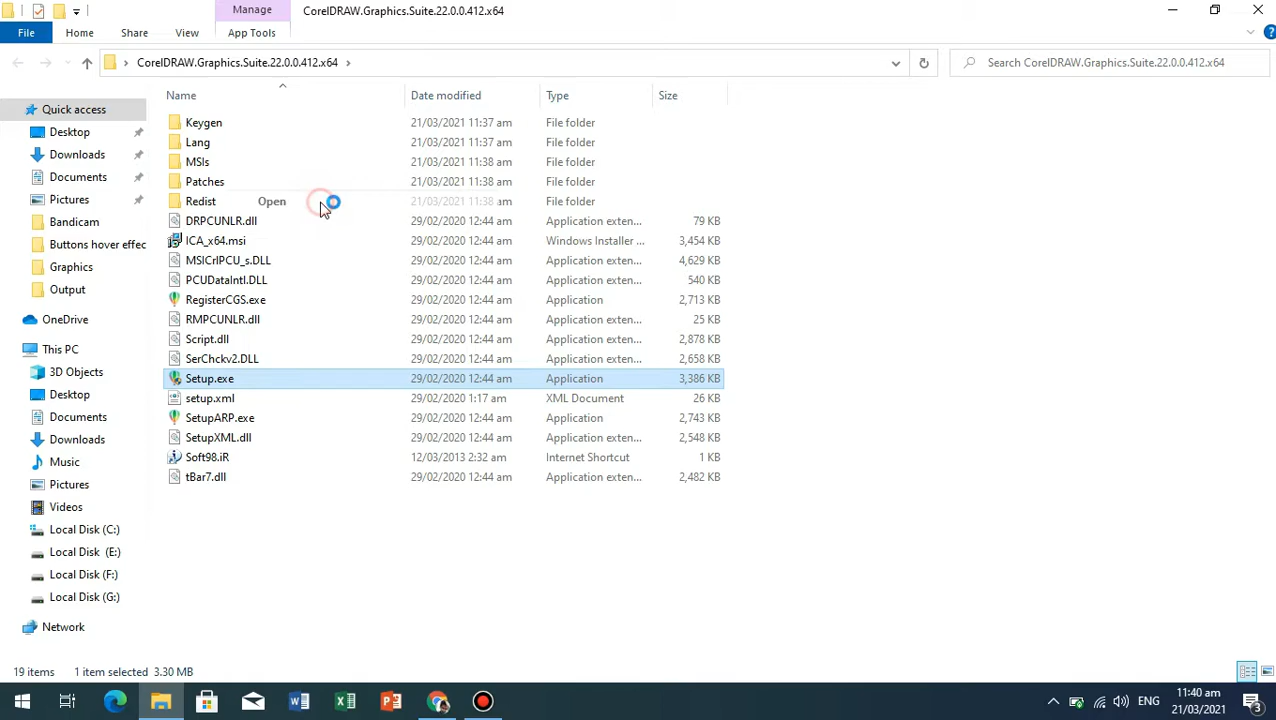 Manage
CorelDRAW.Graphics.Suite.22.0.0.412.x64
File Home Share View App Tools
CorelDRAW.Graphics.Suite.22.0.0.412.x64
Search CorelDRAW.Graphics.Suite.22.0.0.412.x64
Name Date modified Type Size
Quick access
Desktop
Downloads
Documents
Pictures
Bandicam
Buttons hover effec
Graphics
Output
OneDrive
This PC
3D Objects
Desktop
Documents
Downloads
Music
Pictures
Videos
Local Disk (C:)
Local Disk (E:)
Local Disk (F:)
Local Disk (G:)
Network
Keygen 21/03/2021 11:37 am File folder
Lang 21/03/2021 11:37 am File folder
MSIs 21/03/2021 11:38 am File folder
Patches 21/03/2021 11:38 am File folder
Redist Open 21/03/2021 11:38 am File folder
DRPCUNLR.dll 29/02/2020 12:44 am Application exten... 79 KB
ICA_x64.msi 29/02/2020 12:44 am Windows Installer ... 3,454 KB
MSICrlPCU_s.DLL 29/02/2020 12:44 am Application exten... 4,629 KB
PCUDataIntl.DLL 29/02/2020 12:44 am Application exten... 540 KB
RegisterCGS.exe 29/02/2020 12:44 am Application 2,713 KB
RMPCUNLR.dll 29/02/2020 12:44 am Application exten... 25 KB
Script.dll 29/02/2020 12:44 am Application exten... 2,878 KB
SerChckv2.DLL 29/02/2020 12:44 am Application exten... 2,658 KB
Setup.exe 29/02/2020 12:44 am Application 3,386 KB
setup.xml 29/02/2020 1:17 am XML Document 26 KB
SetupARP.exe 29/02/2020 12:44 am Application 2,743 KB
SetupXML.dll 29/02/2020 12:44 am Application exten... 2,548 KB
Soft98.iR 12/03/2013 2:32 am Internet Shortcut 1 KB
tBar7.dll 29/02/2020 12:44 am Application exten... 2,482 KB
19 items 1 item selected 3.30 MB
ENG
11:40 am
21/03/2021
3